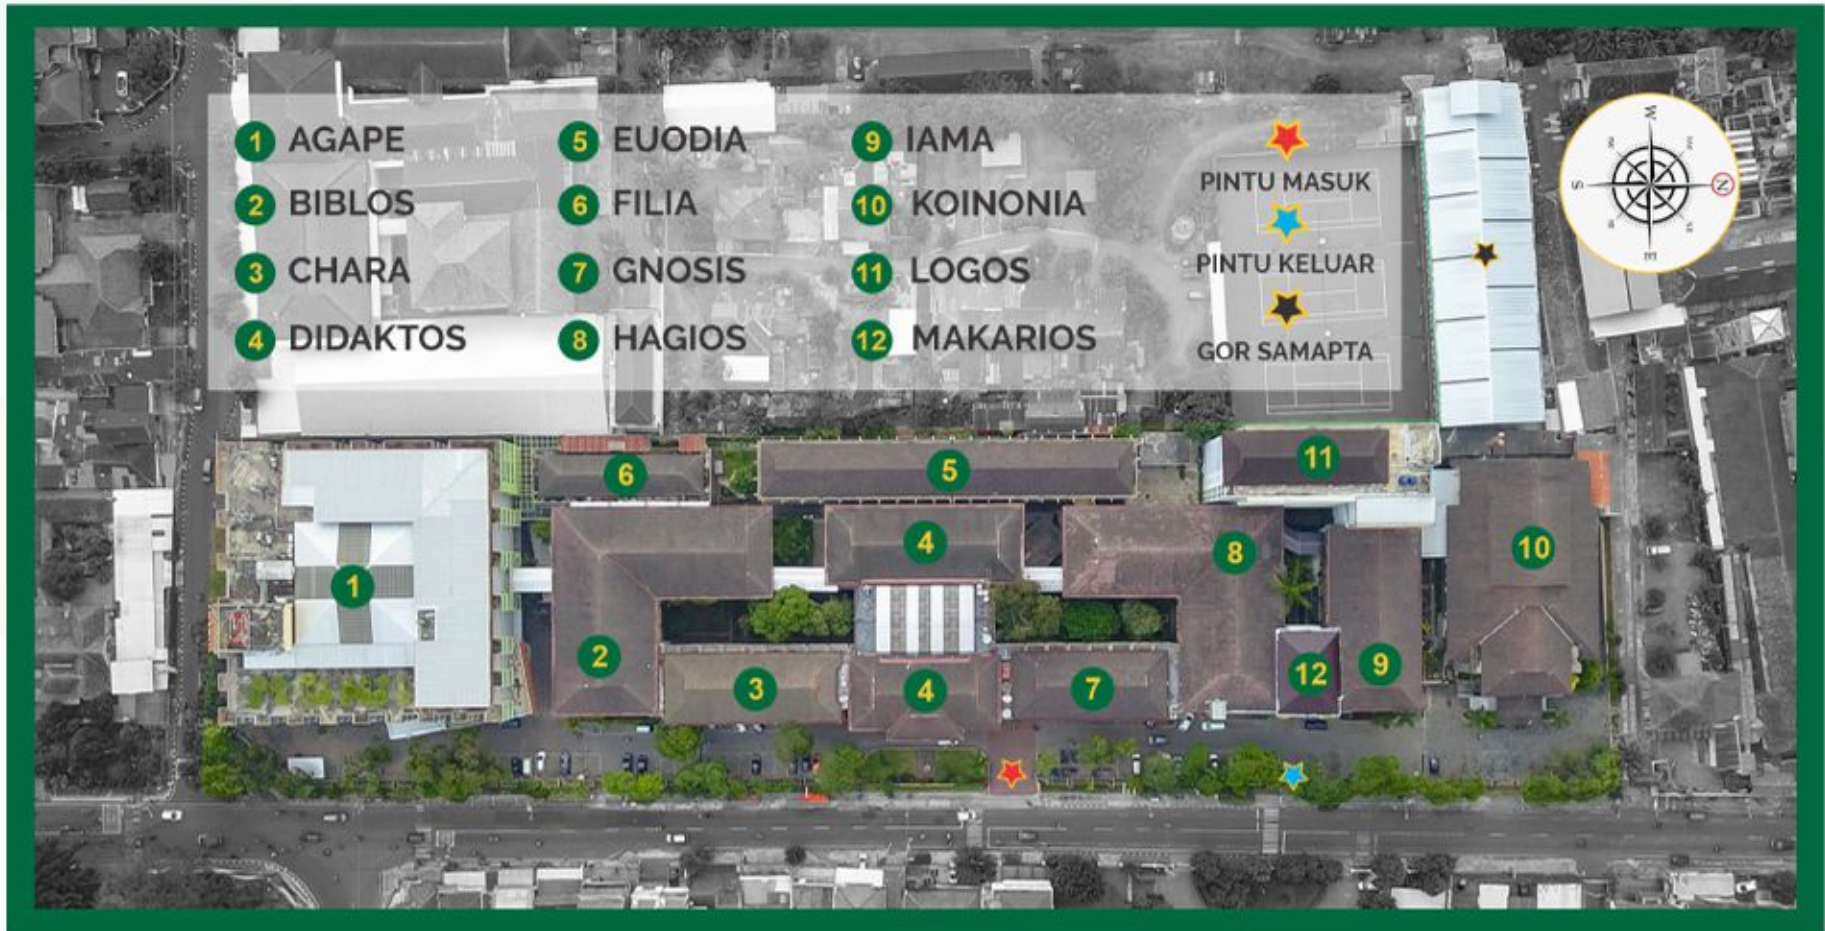 1 AGAPE
2 BIBLOS
3 CHARA
4 DIDAKTOS
5 EUODIA
6 FILIA
7 GNOSIS
8 HAGIOS
9 IAMA
10 KOINONIA
11 LOGOS
12 MAKARIOS
PINTU MASUK
PINTU KELUAR
GOR SAMAPTA
W
S
N
E
6
5
11
4
8
10
1
2
3
4
7
12
9